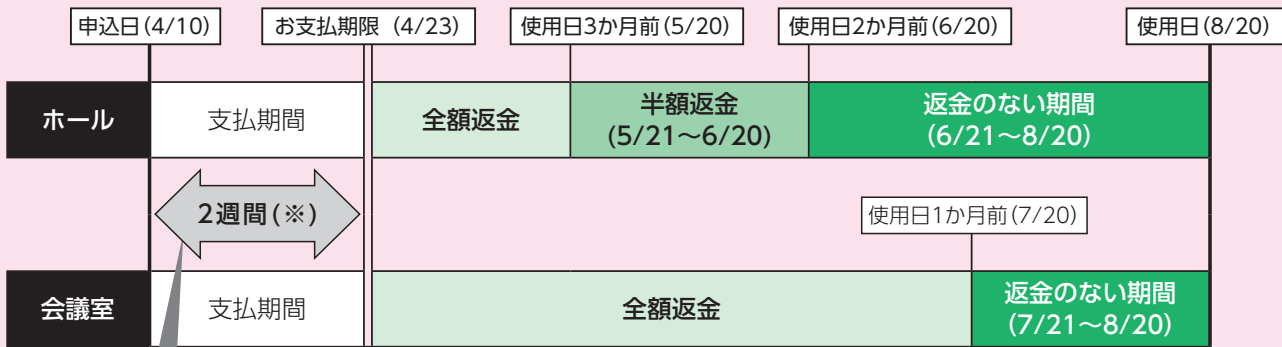 申込日(4/10)
お支払期限 (4/23)
使用日3か月前(5/20)
使用日2か月前(6/20)
使用日(8/20)
ホール
支払期間
全額返金
半額返金
(5/21~6/20)
返金のない期間
(6/21~8/20)
2週間(※)
使用日1か月前(7/20)
会議室
支払期間
全額返金
返金のない期間
(7/21~8/20)